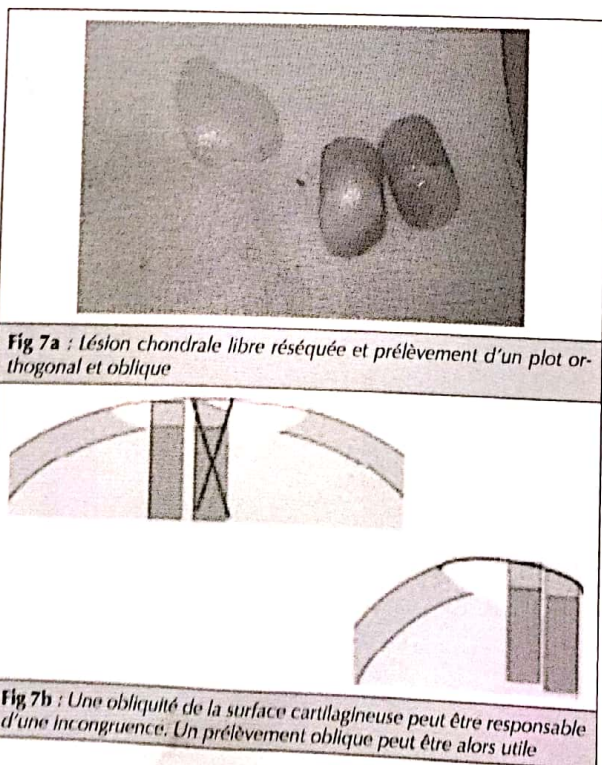 Fig 7a : Lésion chondrale libre réséquée et prélèvement d'un plot or-
thogonal et oblique
Fig 7b : Une obliquité de la surface cartilagineuse peut être responsable
d'une incongruence. Un prélèvement oblique peut être alors utile